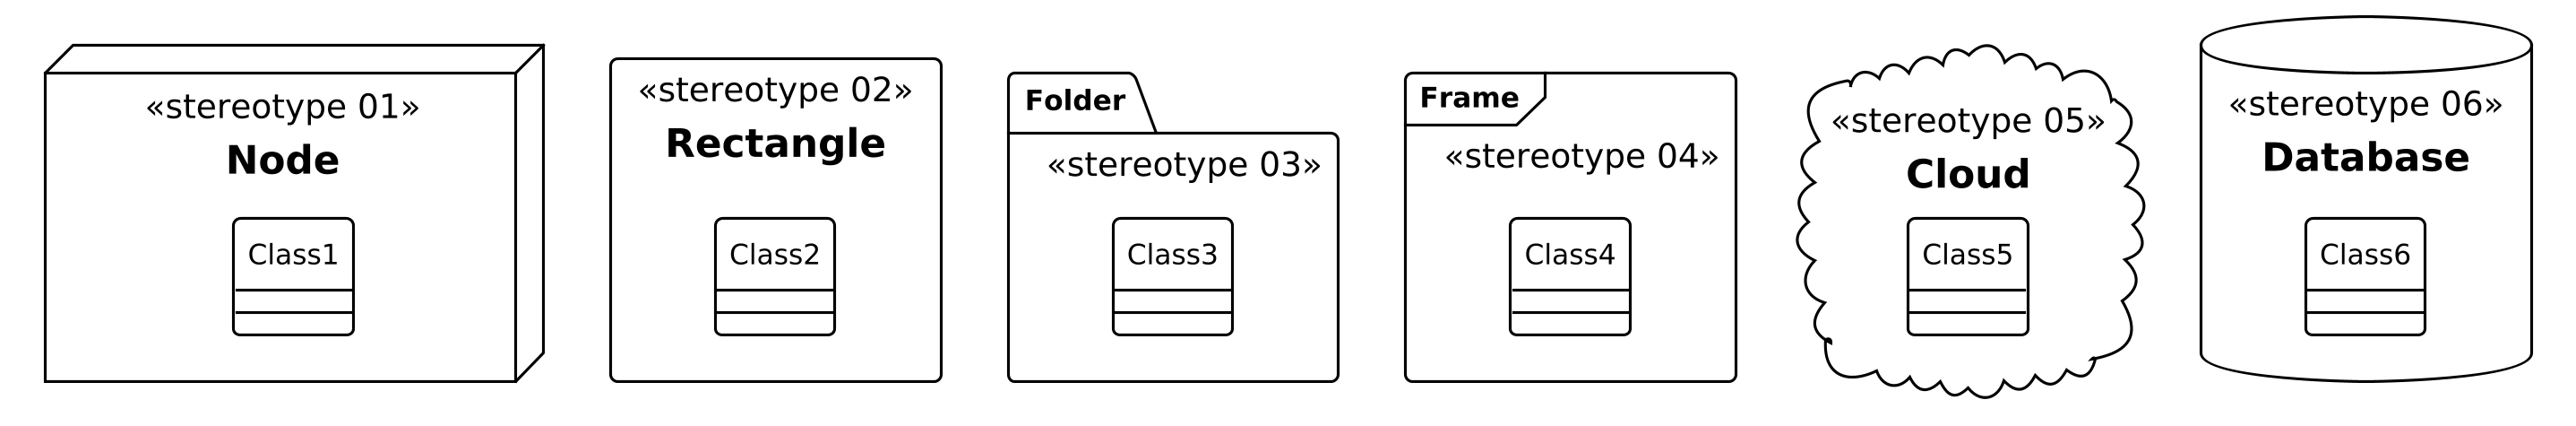 «stereotype 01»
Node
Class1
«stereotype 02»
Rectangle
Class2
Folder
«stereotype 03»
Class3
Frame
«stereotype 04»
Class4
«stereotype 05»
Cloud
Class5
«stereotype 06»
Database
Class6